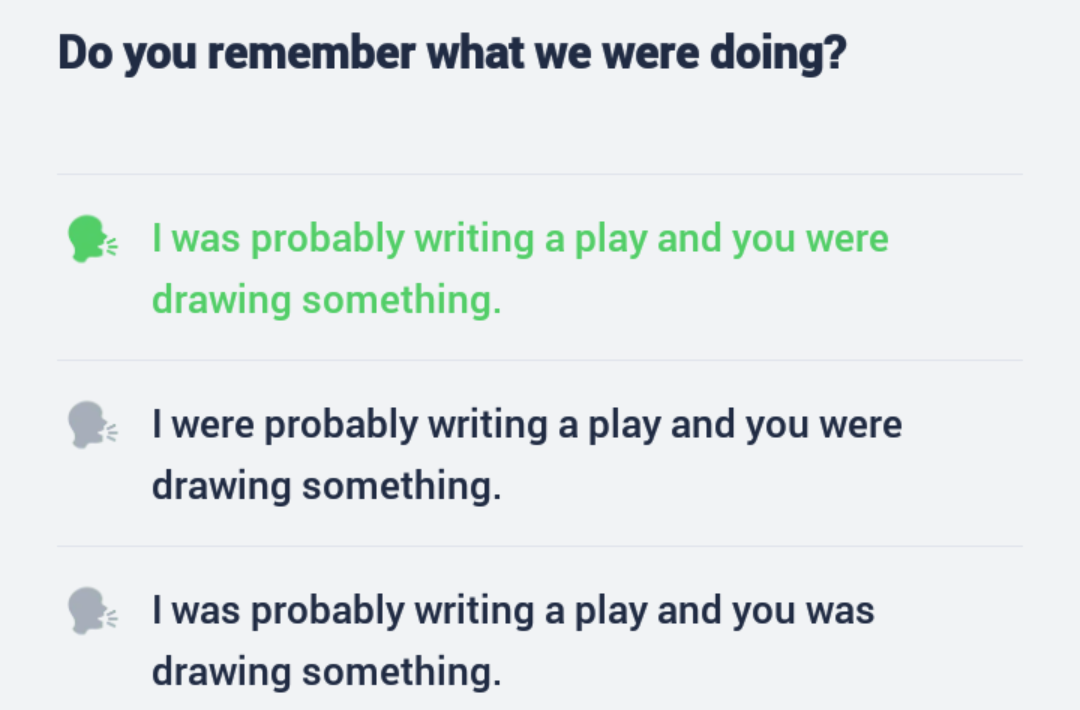 Do you remember what we were doing?
I was probably writing a play and you were
drawing something.
I were probably writing a play and you were
drawing something.
I was probably writing a play and you was
drawing something.